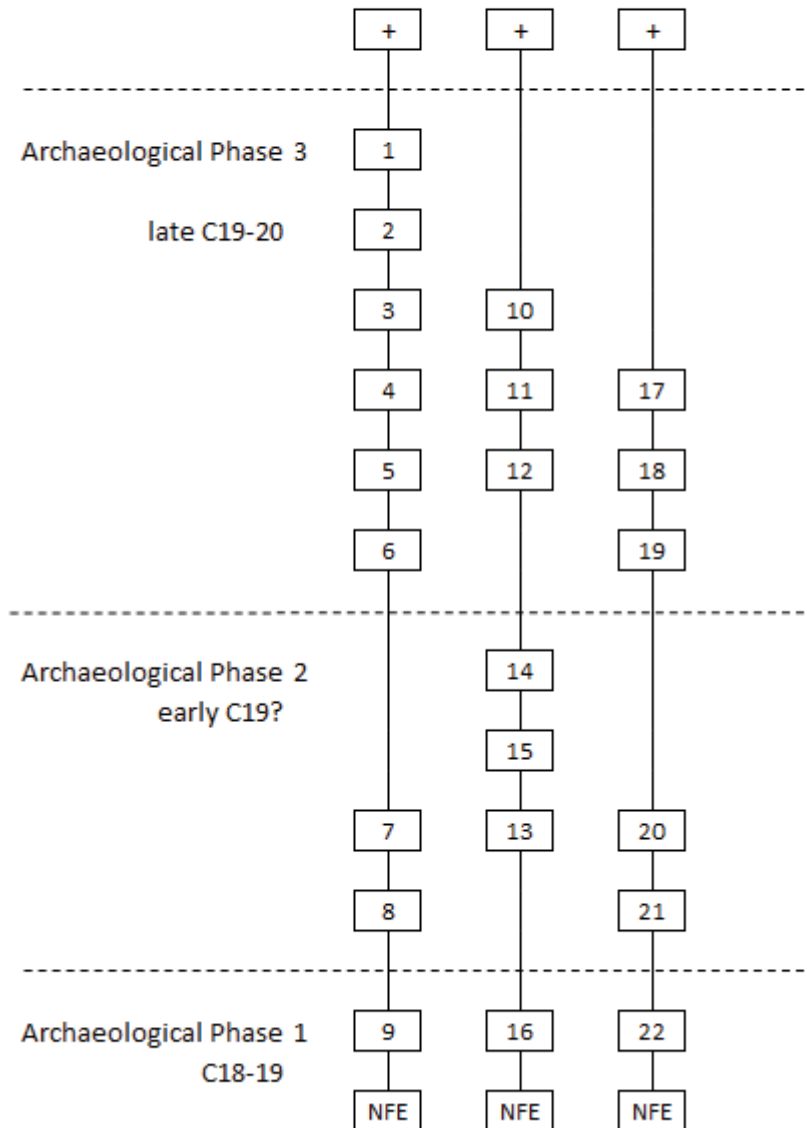 + + +
Archaeological Phase 3 1
late C19-20 2
3 10
4 11 17
5 12 18
6 19
Archaeological Phase 2 14
early C19?
15
7 13 20
8 21
Archaeological Phase 1 9 16 22
C18-19
NFE NFE NFE